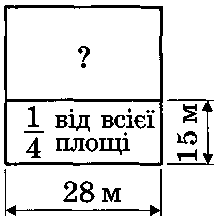 ?
1/4 від всієї
площі
15 м
28 м